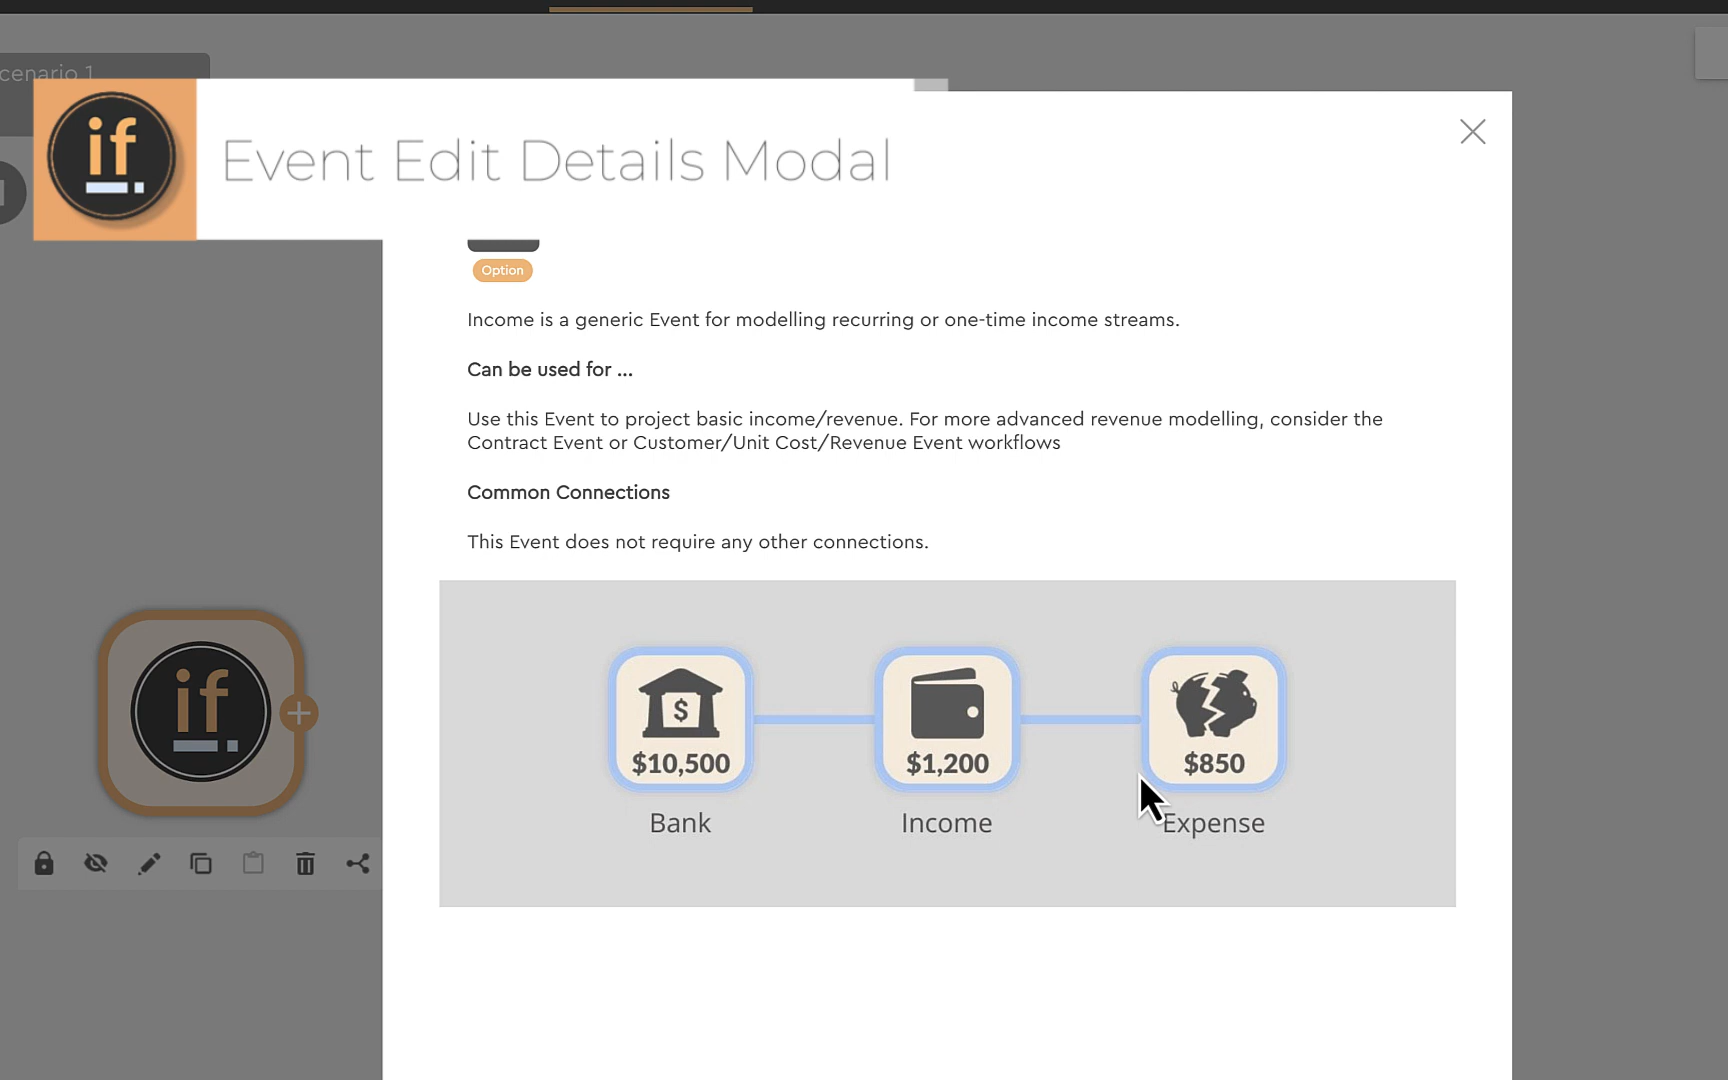 cenario 1
if
Event Edit Details Modal
Option
Income is a generic Event for modelling recurring or one-time income streams.
Can be used for ...
Use this Event to project basic income/revenue. For more advanced revenue modelling, consider the
Contract Event or Customer/Unit Cost/Revenue Event workflows
Common Connections
This Event does not require any other connections.
if
$
$10,500
$1,200
$850
Bank
Income
Expense